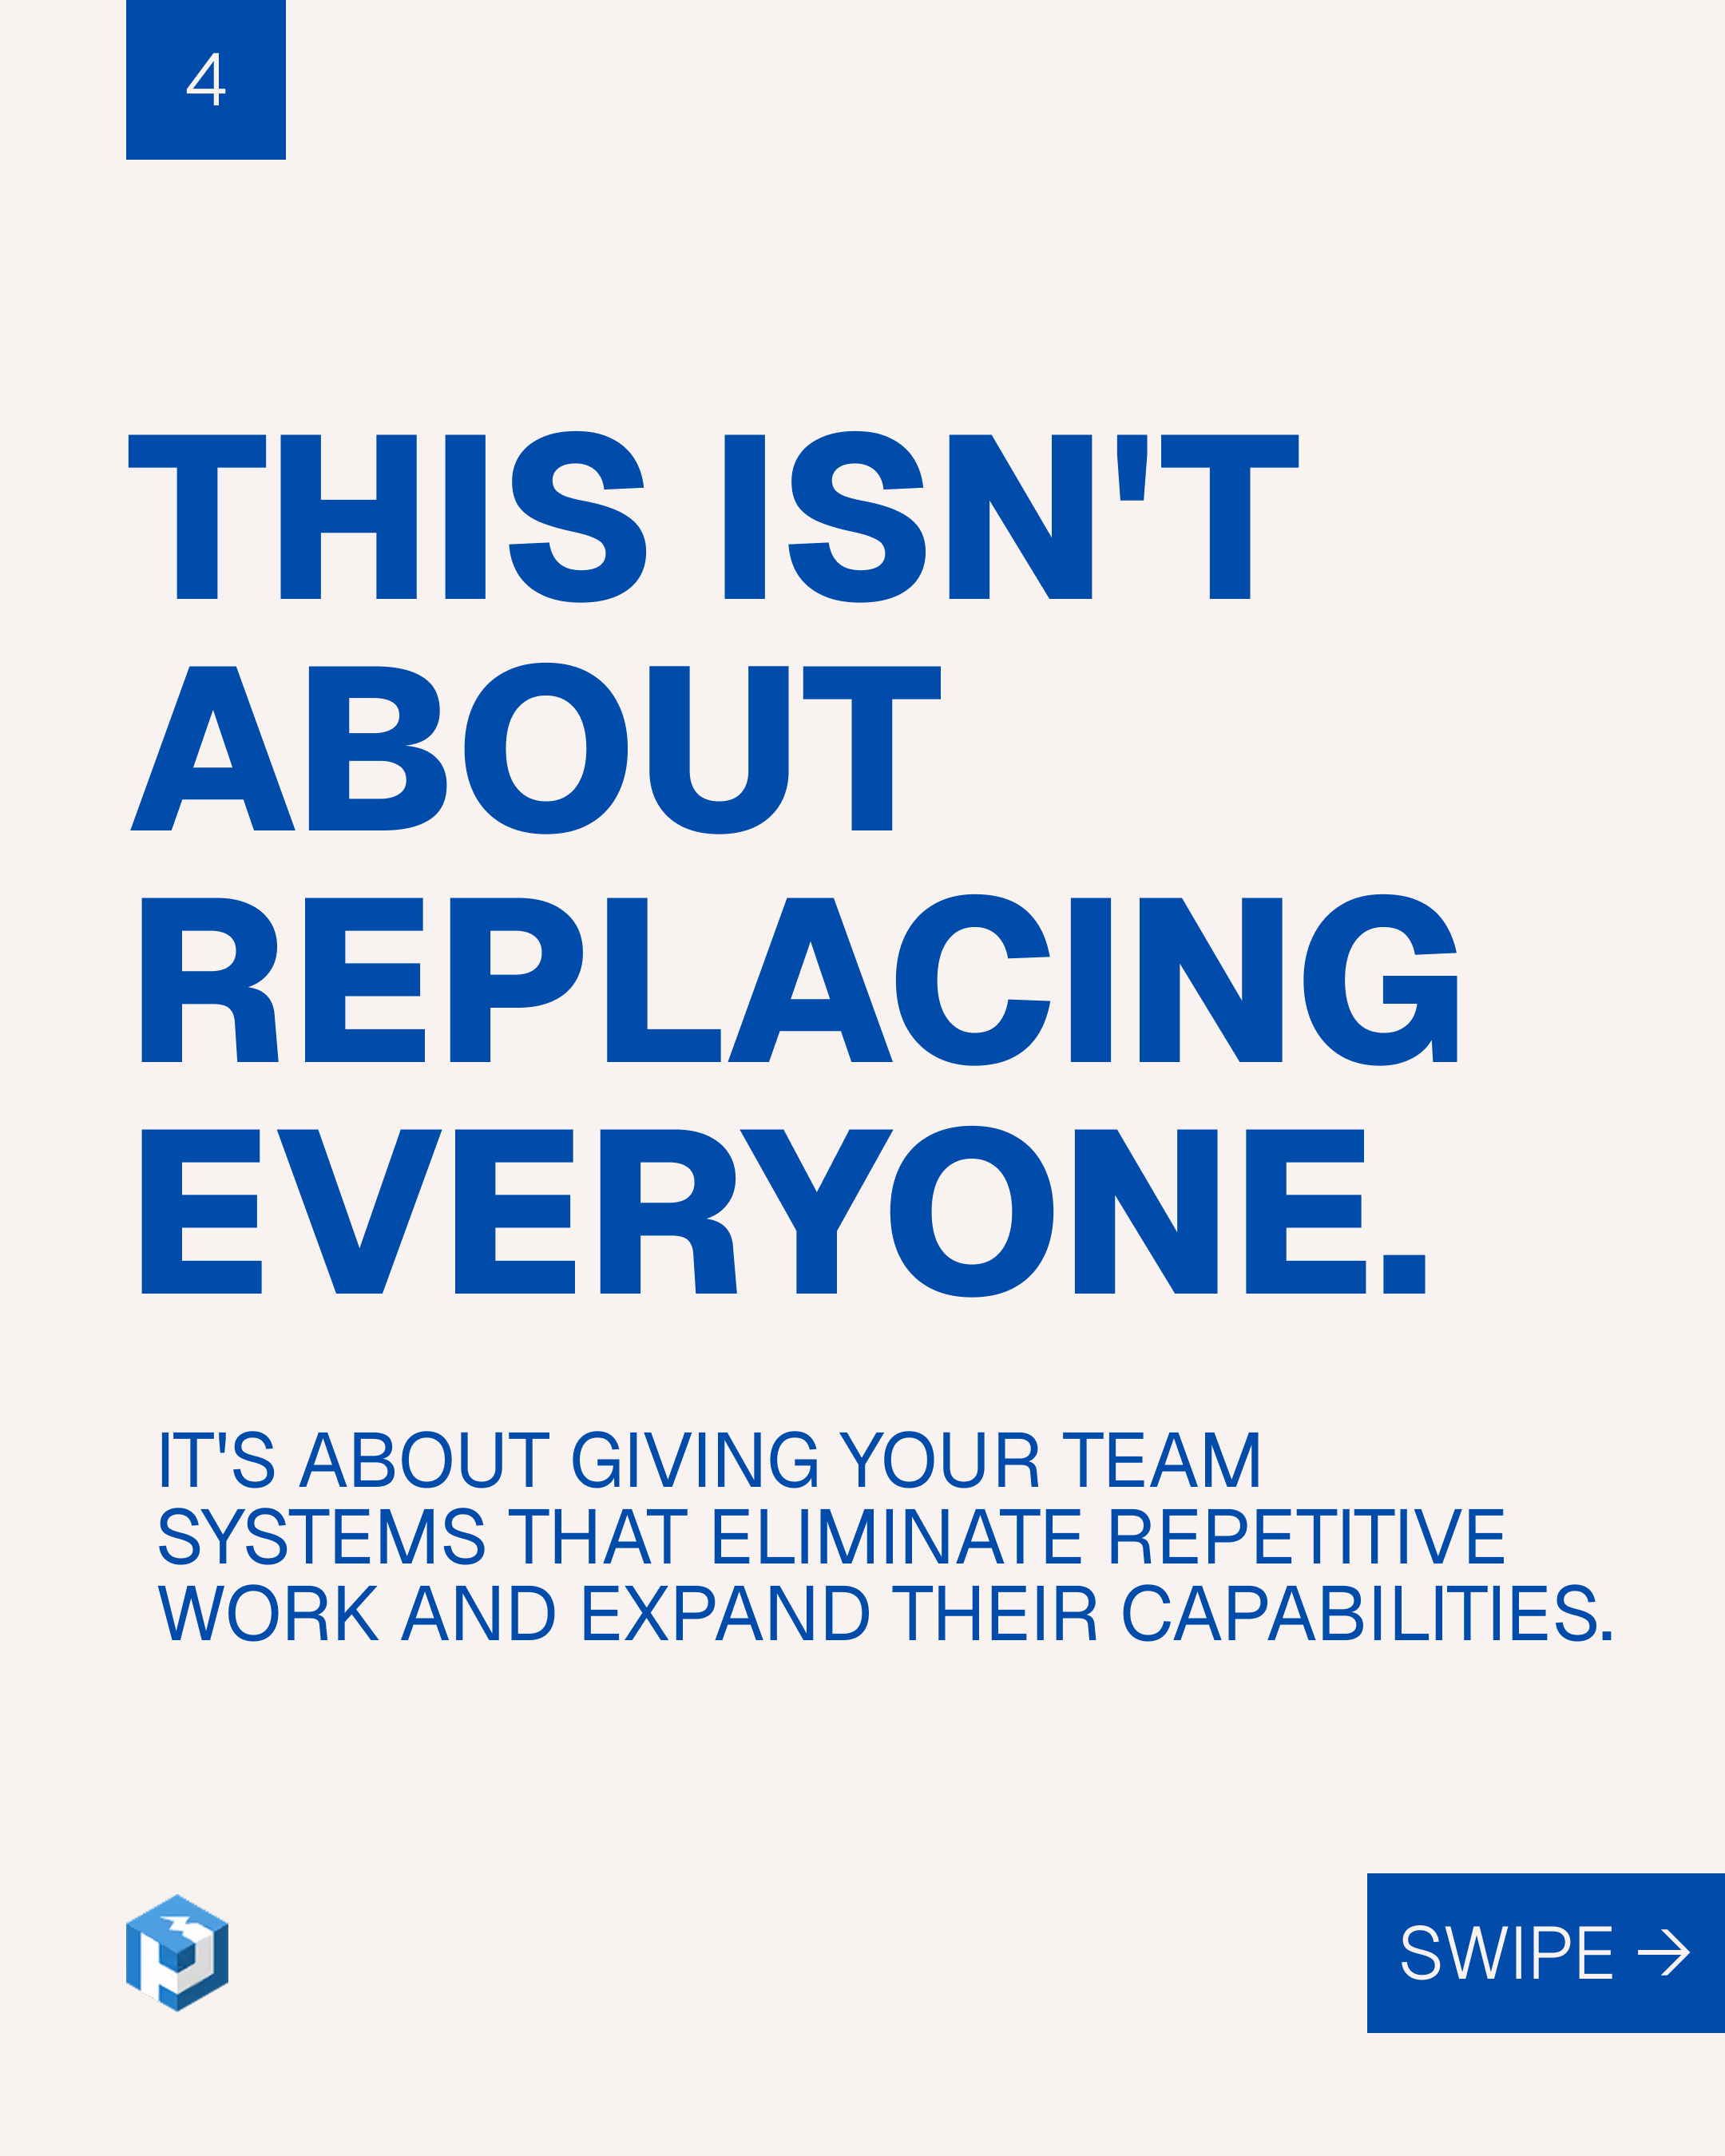 4
THIS ISN'T
ABOUT
REPLACING
EVERYONE.
IT'S ABOUT GIVING YOUR TEAM
SYSTEMS THAT ELIMINATE REPETITIVE
WORK AND EXPAND THEIR CAPABILITIES.
SWIPE →